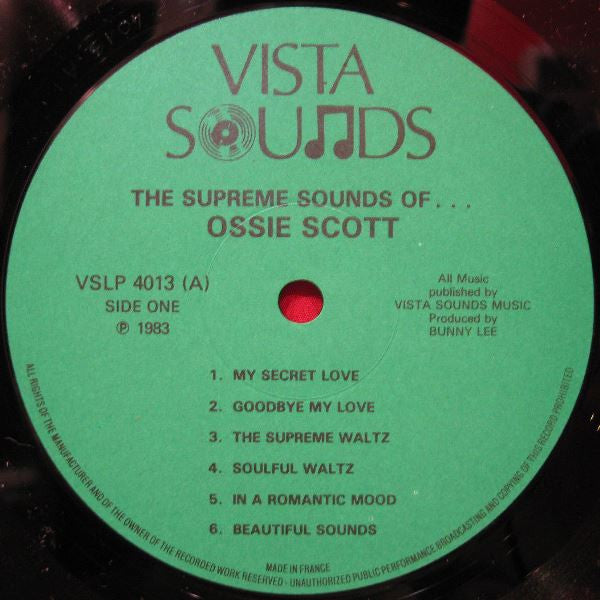 VISTA
SOUNDS
THE SUPREME SOUNDS OF...
OSSIE SCOTT
VSLP 4013 (A)
SIDE ONE
℗ 1983
All Music
published by
VISTA SOUNDS MUSIC
Produced by
BUNNY LEE
1. MY SECRET LOVE
2. GOODBYE MY LOVE
3. THE SUPREME WALTZ
4. SOULFUL WALTZ
5. IN A ROMANTIC MOOD
6. BEAUTIFUL SOUNDS
MADE IN FRANCE
ALL RIGHTS OF THE MANUFACTURER AND OF THE OWNER OF THE RECORDED WORK RESERVED - UNAUTHORIZED PUBLIC PERFORMANCE BROADCASTING AND COPYING OF THIS RECORD PROHIBITED